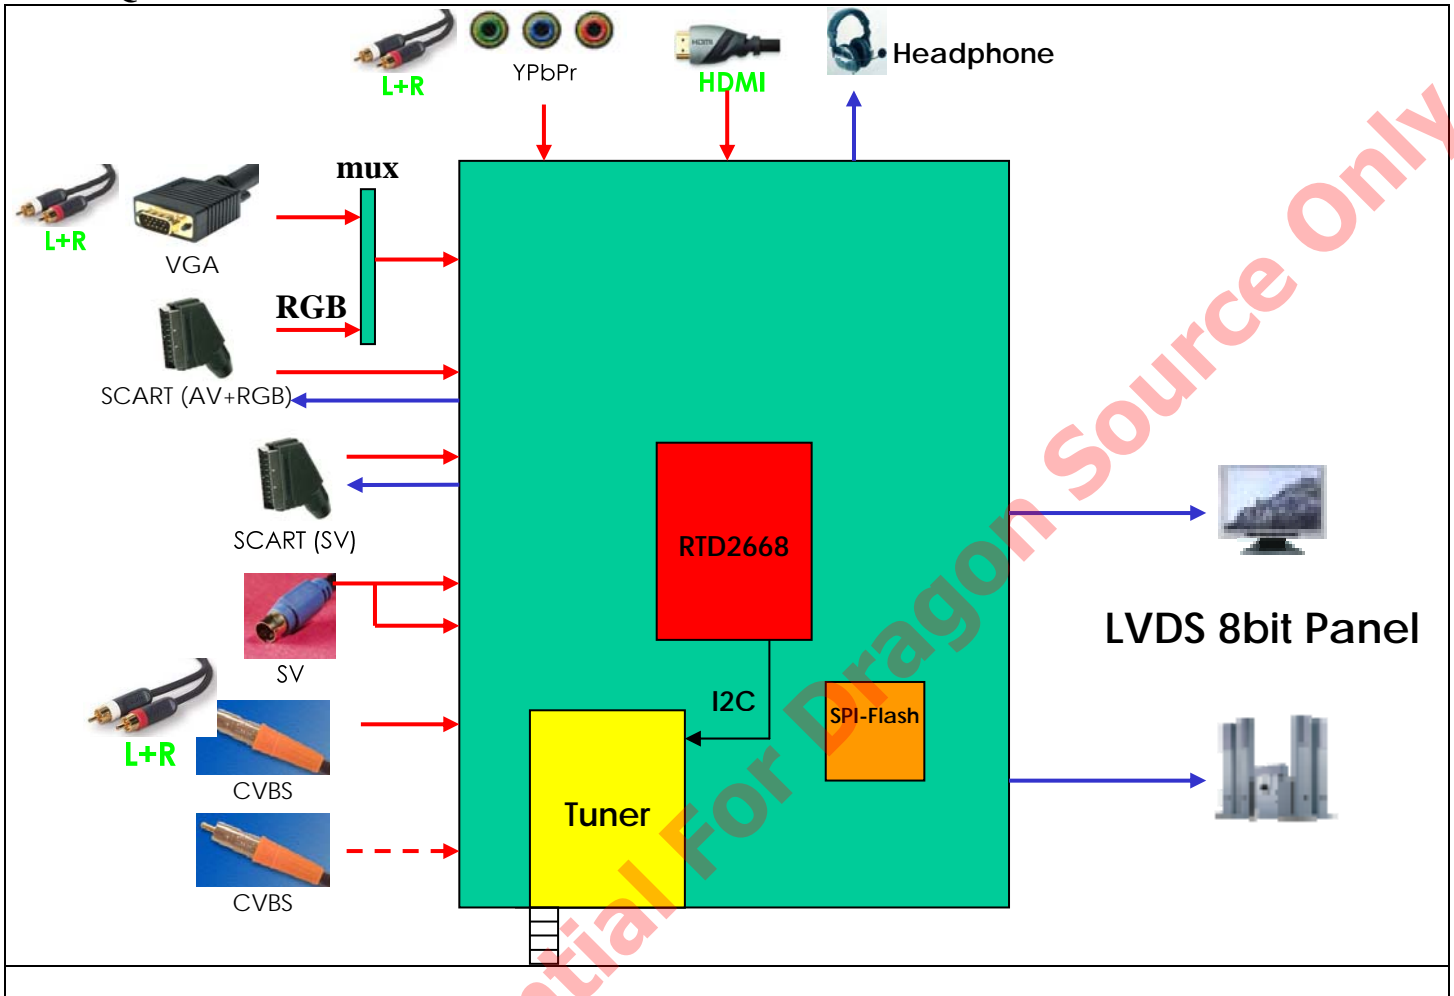 YPbPr
L+R
HDMI
HDMI
Headphone
mux
L+R
VGA
RGB
SCART (AV+RGB)
SCART (SV)
RTD2668
SV
LVDS 8bit Panel
I2C
SPI-Flash
L+R
CVBS
Tuner
CVBS
tial For Dragon Source Only